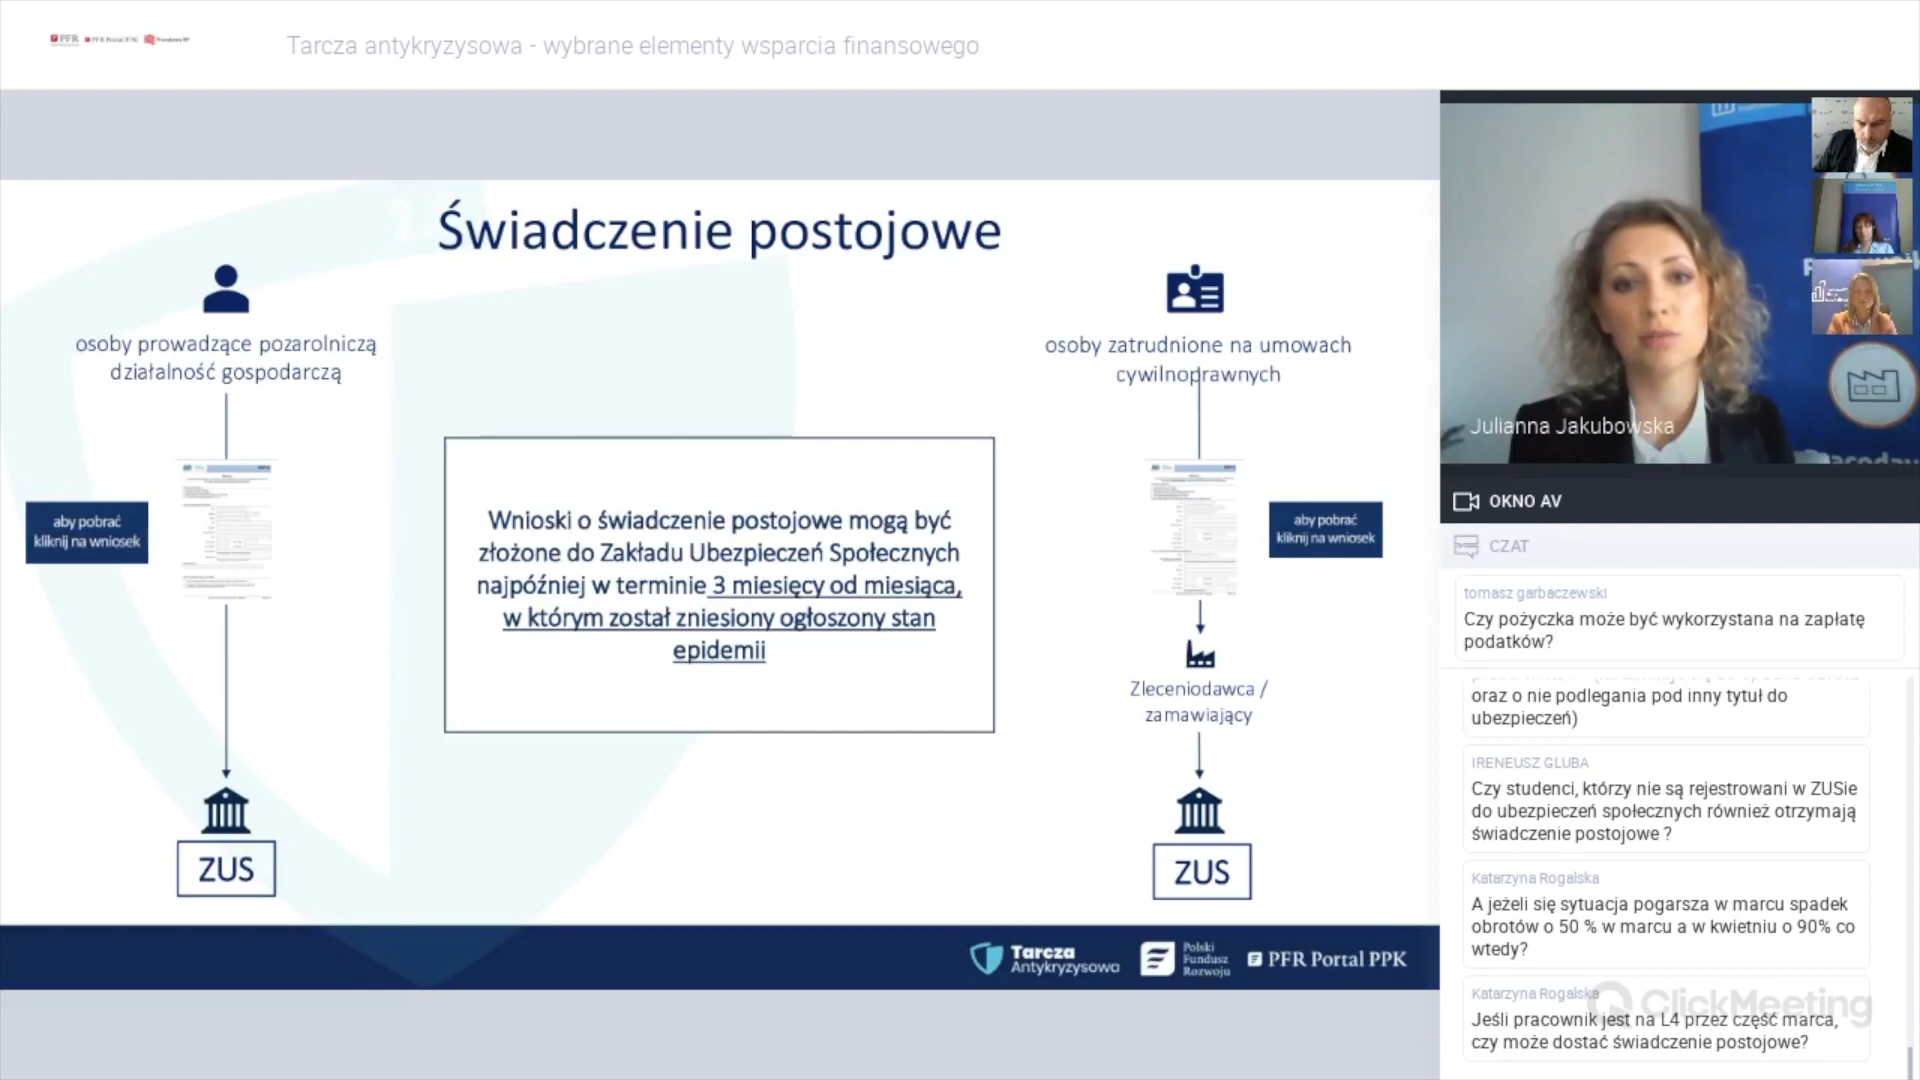 PFR PFR Portal PPK Pracodawcy RP
Tarcza antykryzysowa - wybrane elementy wsparcia finansowego
Świadczenie postojowe
osoby prowadzące pozarolniczą
działalność gospodarczą
aby pobrać
kliknij na wniosek
ZUS
Wnioski o świadczenie postojowe mogą być
złożone do Zakładu Ubezpieczeń Społecznych
najpóźniej w terminie 3 miesięcy od miesiąca,
w którym został zniesiony ogłoszony stan
epidemii
osoby zatrudnione na umowach
cywilnoprawnych
aby pobrać
kliknij na wniosek
Zleceniodawca /
zamawiający
ZUS
Tarcza
Antykryzysowa
Polski
Fundusz
Rozwoju
PFR Portal PPK
Julianna Jakubowska
OKNO AV
CZAT
tomasz garbaczewski
Czy pożyczka może być wykorzystana na zapłatę
podatków?
oraz o nie podlegania pod inny tytuł do
ubezpieczeń)
IRENEUSZ GLUBA
Czy studenci, którzy nie są rejestrowani w ZUSie
do ubezpieczeń społecznych również otrzymają
świadczenie postojowe ?
Katarzyna Rogalska
A jeżeli się sytuacja pogarsza w marcu spadek
obrotów o 50 % w marcu a w kwietniu o 90% co
wtedy?
Katarzyna Rogalska
Jeśli pracownik jest na L4 przez część marca,
czy może dostać świadczenie postojowe?
ClickMeeting